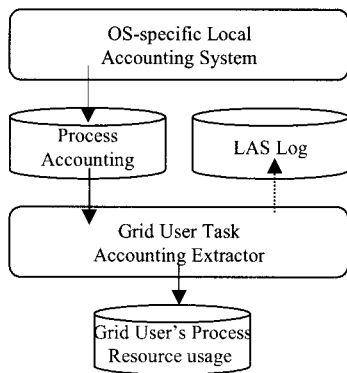 OS-specific Local
Accounting System
Process
Accounting
LAS Log
Grid User Task
Accounting Extractor
Grid User's Process
Resource usage